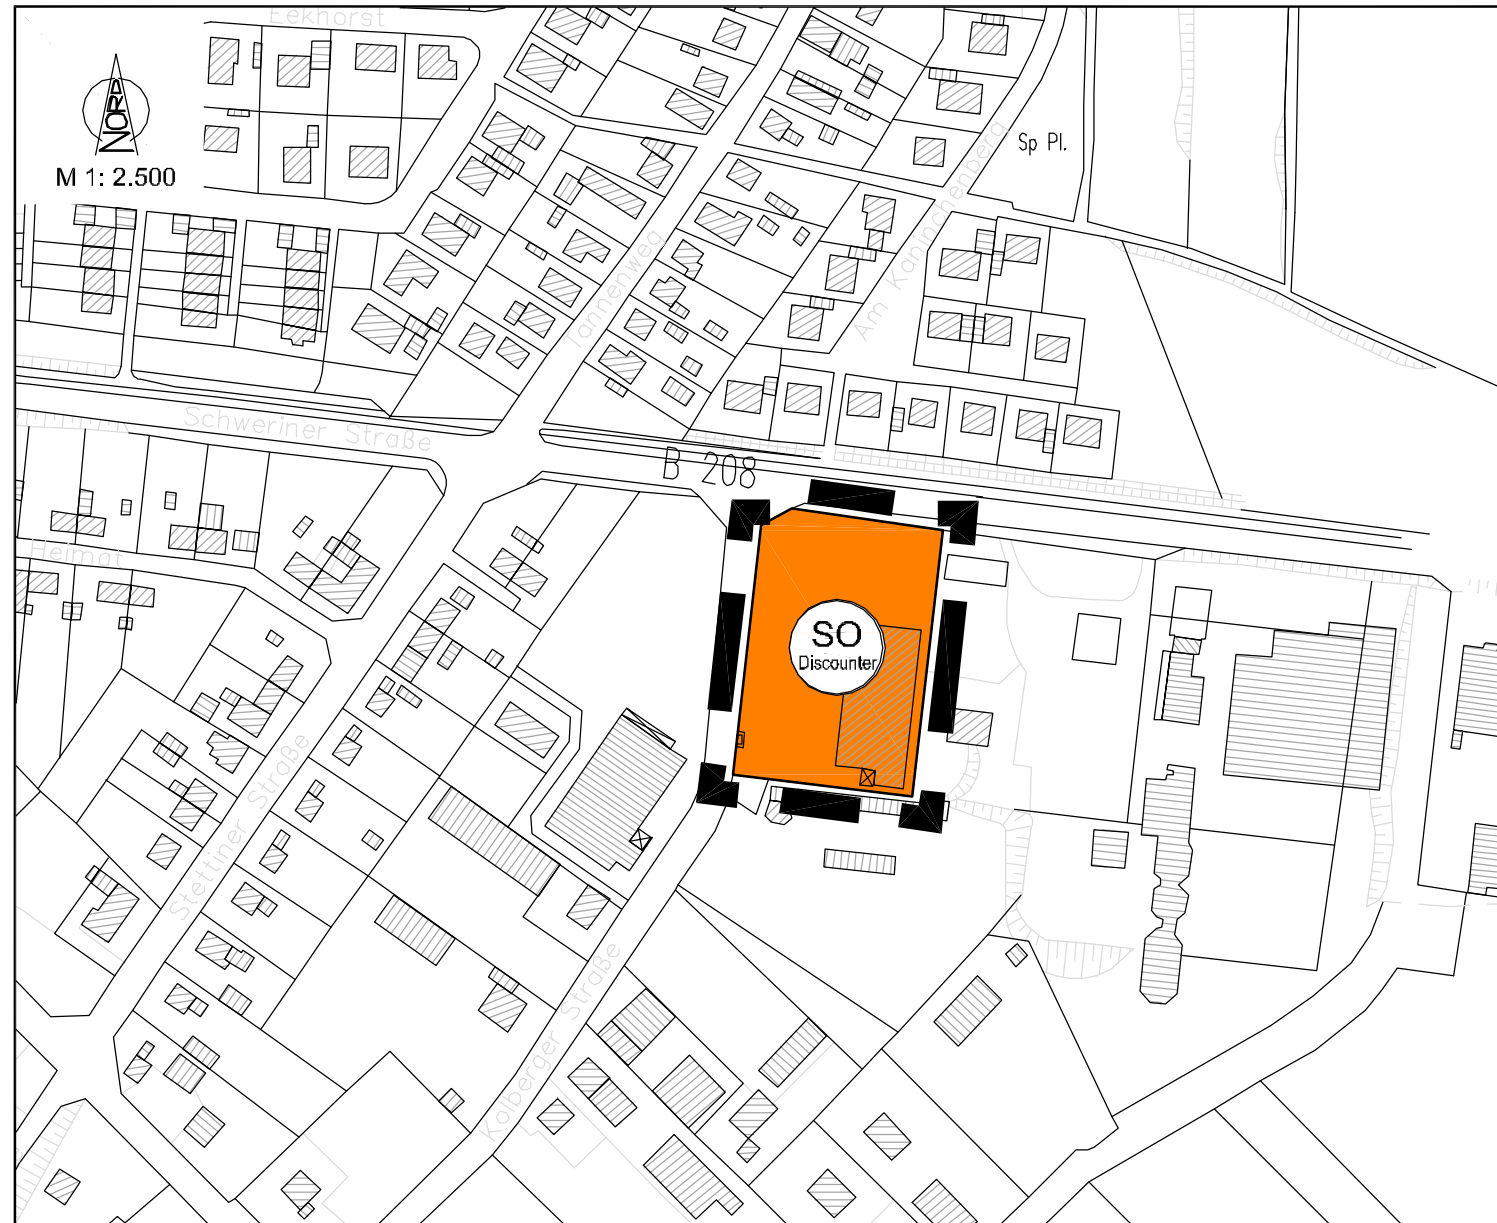 Eekhorst
NORD
M 1: 2.500
Sp Pl.
Tannenweg
Am Kaninchenberg
Schweriner Straße
B 208
Heimat
SO
Discounter
Stettiner Straße
Kolberger Straße